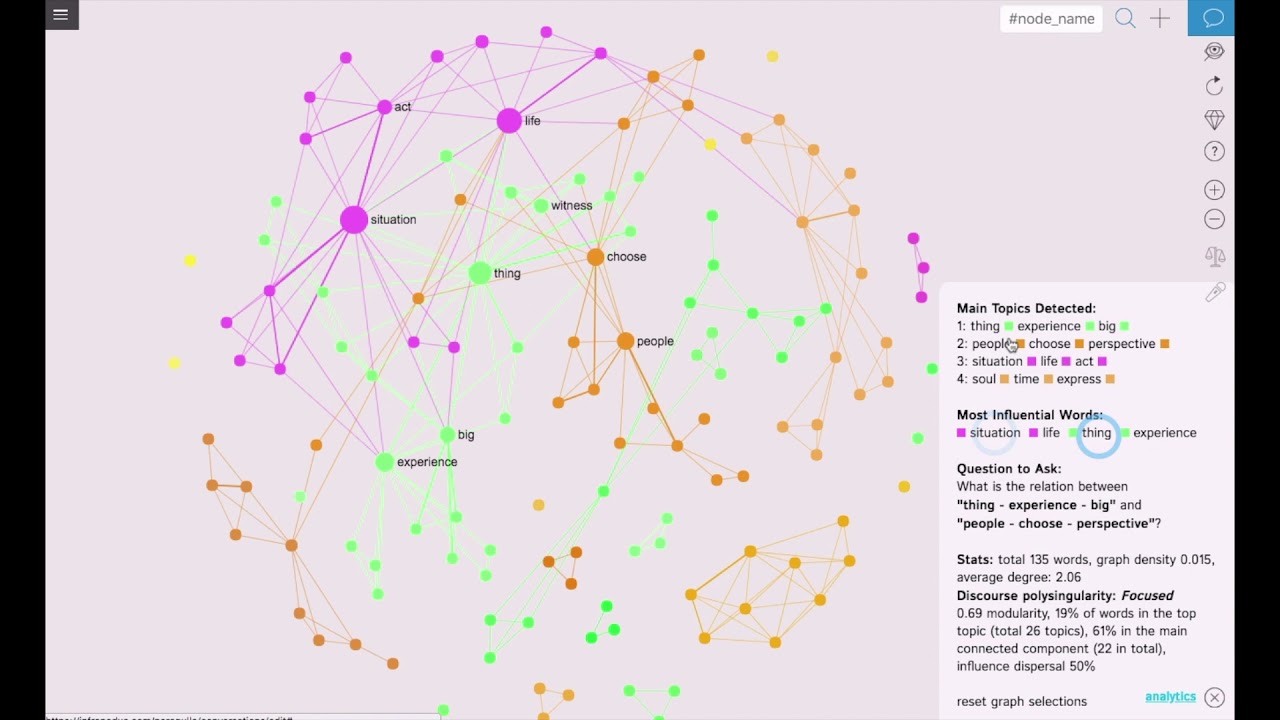 #node_name
act
life
witness
situation
choose
thing
people
big
experience
Main Topics Detected:
1: thing experience big
2: people choose perspective
3: situation life act
4: soul time express
Most Influential Words:
situation life thing experience
Question to Ask:
What is the relation between
"thing - experience - big" and
"people - choose - perspective"?
Stats: total 135 words, graph density 0.015,
average degree: 2.06
Discourse polysingularity: Focused
0.69 modularity, 19% of words in the top
topic (total 26 topics), 61% in the main
connected component (22 in total),
influence dispersal 50%
reset graph selections
analytics